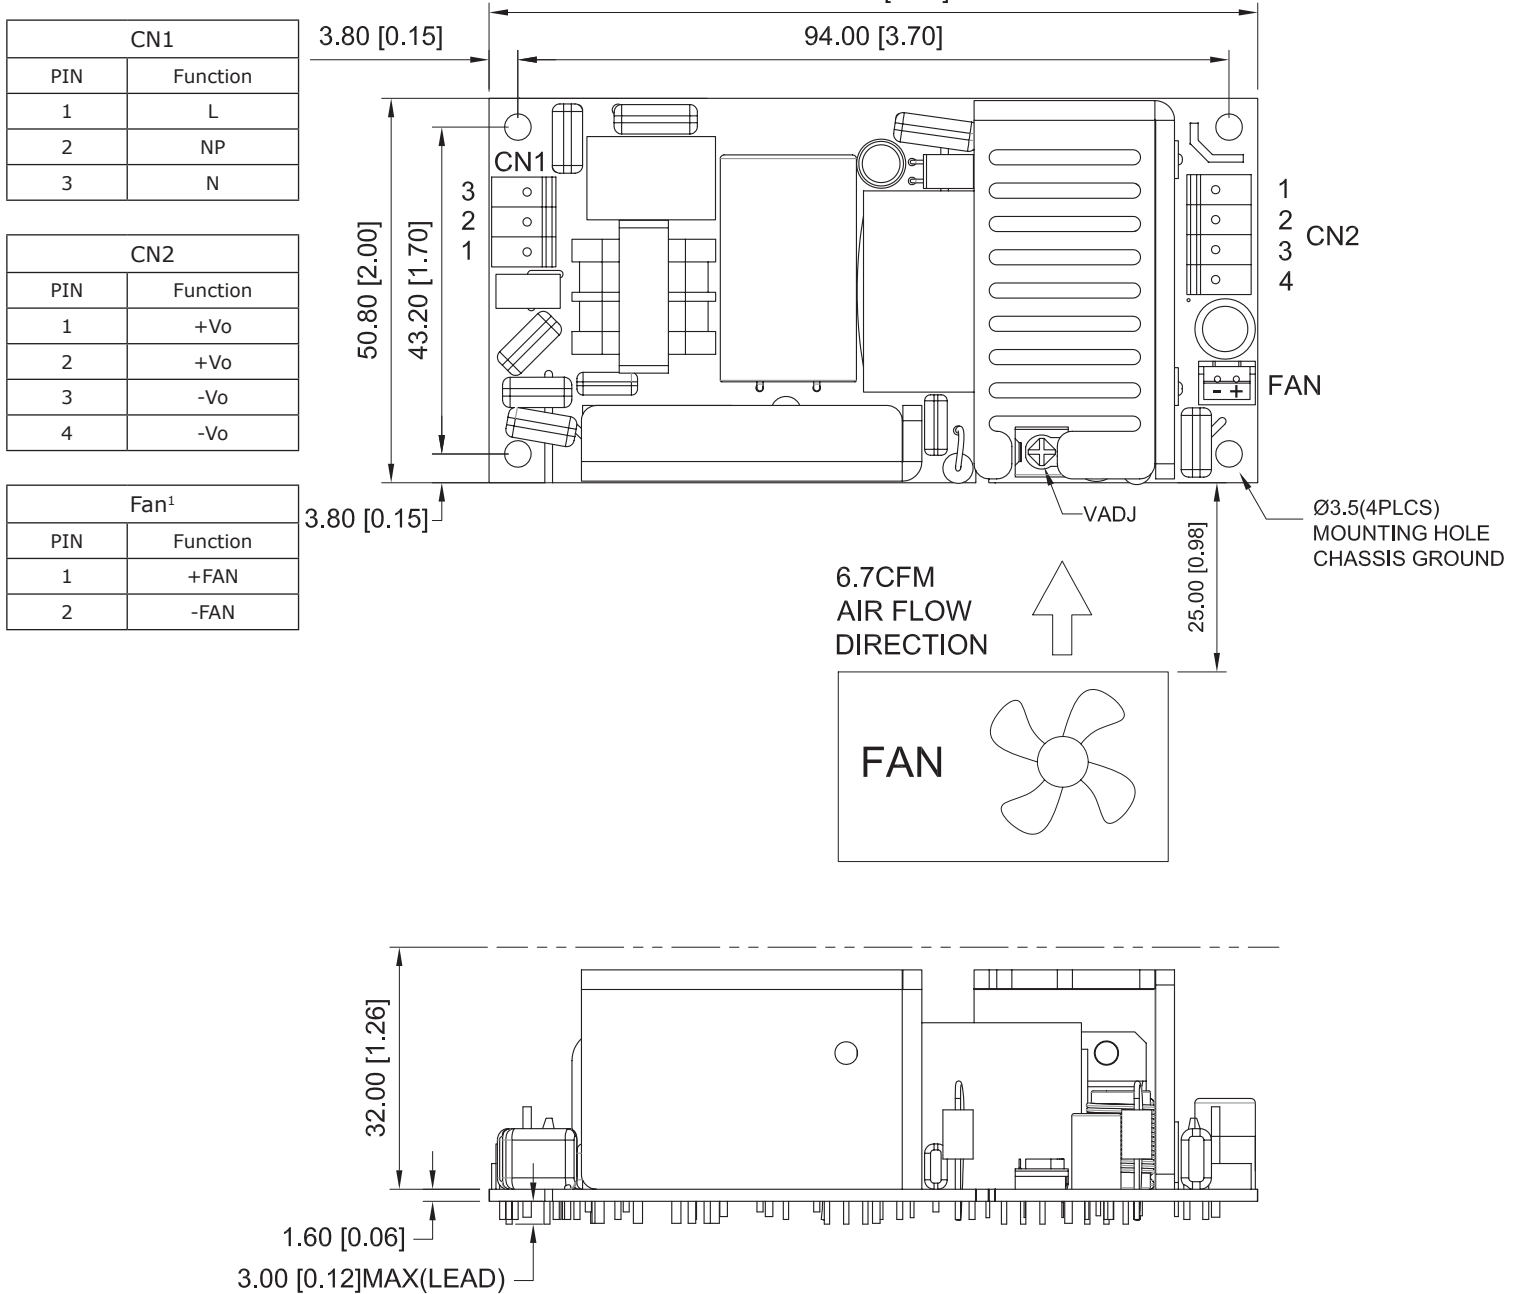 CN1
PIN Function
1 L
2 NP
3 N
CN2
PIN Function
1 +Vo
2 +Vo
3 -Vo
4 -Vo
Fan¹
PIN Function
1 +FAN
2 -FAN
3.80 [0.15]
94.00 [3.70]
50.80 [2.00]
43.20 [1.70]
CN1
3
2
1
1
2
3
4
CN2
- +
FAN
3.80 [0.15]
VADJ
25.00 [0.98]
Ø3.5(4PLCS)
MOUNTING HOLE
CHASSIS GROUND
6.7CFM
AIR FLOW
DIRECTION
FAN
32.00 [1.26]
1.60 [0.06]
3.00 [0.12]MAX(LEAD)